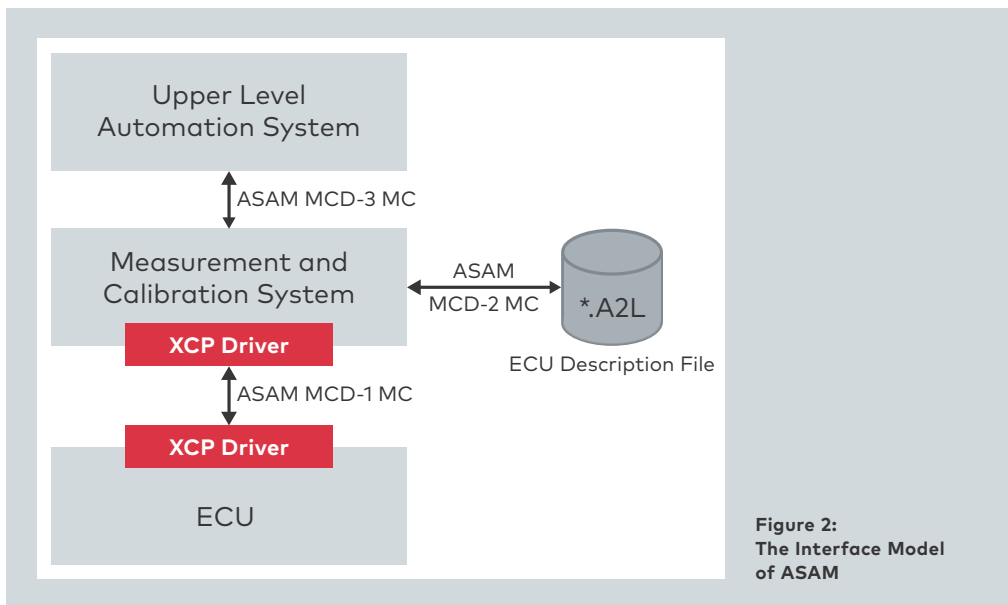 Upper Level
Automation System
ASAM MCD-3 MC
Measurement and
Calibration System
ASAM
MCD-2 MC
*.A2L
ECU Description File
XCP Driver
ASAM MCD-1 MC
XCP Driver
ECU
Figure 2:
The Interface Model
of ASAM